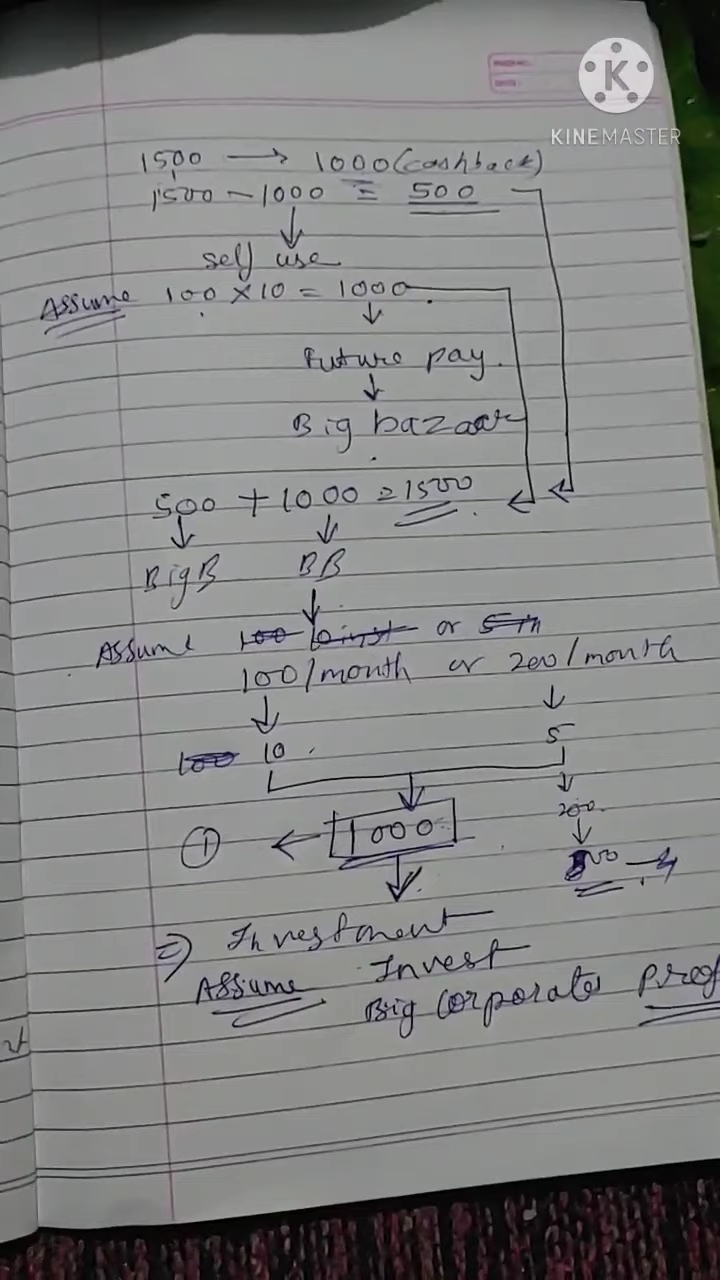 K
KINEMASTER
1500 → 1000 (cashback)
1500 - 1000 = 500
↓
self use
Assume 100 × 10 = 1000
↓
Future pay.
↓
Big bazaar
500 + 1000 = 1500
↓ ↓
BigB BB
↓
Assume 100 or
100/month or 200/month
↓ ↓
100 10 5
① ← 1000 200
↓ ↓
⇒ Investment
Assume Invest
Big corporates Prof